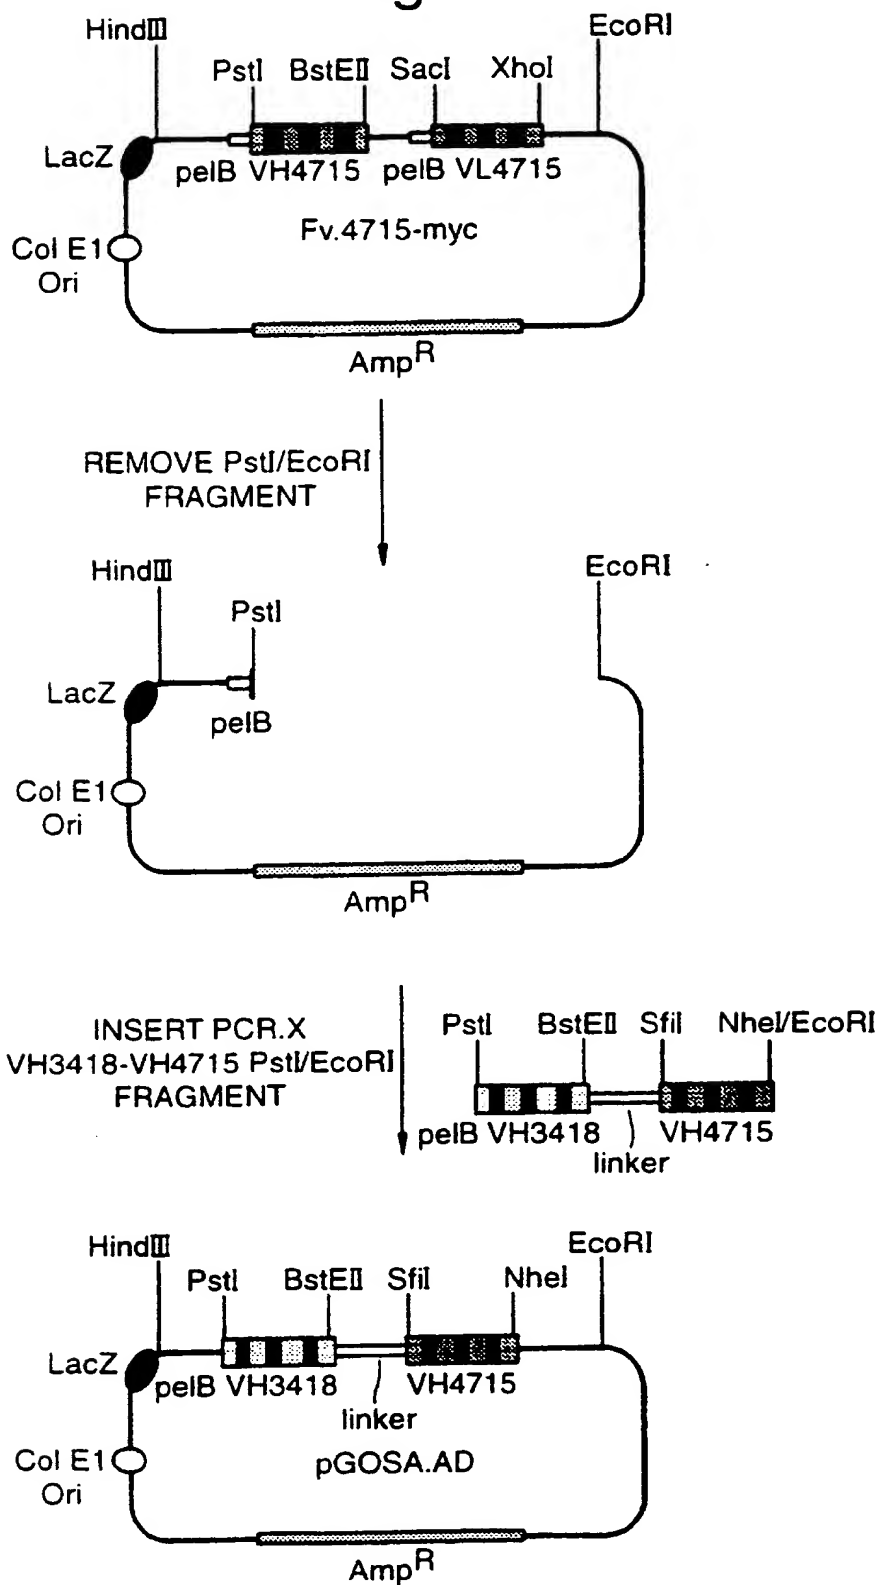 HindIII
EcoRI
PstI BstEII SacI XhoI
LacZ
pelB VH4715 pelB VL4715
Fv.4715-myc
Col E1
Ori
AmpR
REMOVE PstI/EcoRI
FRAGMENT
HindIII
EcoRI
PstI
LacZ
pelB
Col E1
Ori
AmpR
INSERT PCR.X
VH3418-VH4715 PstI/EcoRI
FRAGMENT
PstI BstEII SfiI NheI/EcoRI
pelB VH3418 VH4715
linker
HindIII
EcoRI
PstI BstEII SfiI NheI
LacZ
pelB VH3418 VH4715
linker
pGOSA.AD
Col E1
Ori
AmpR